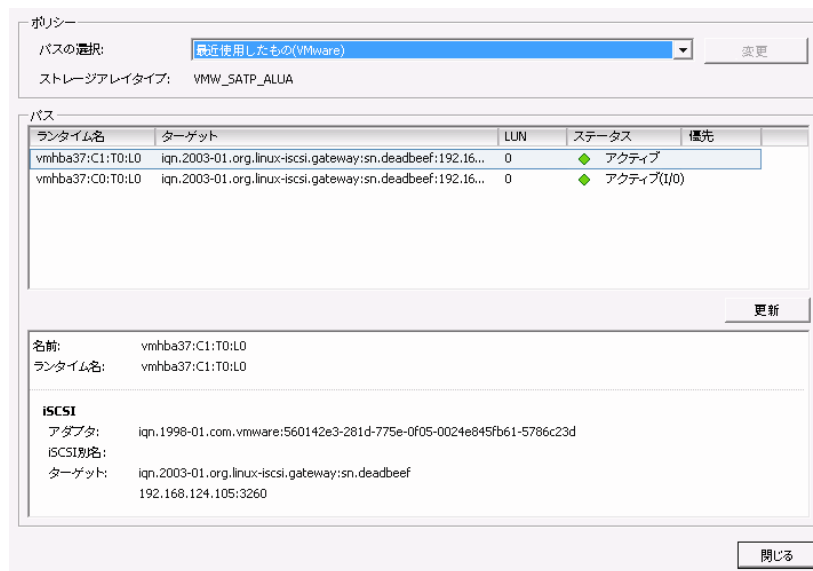 ポリシー
パスの選択: 最近使用したもの(VMware) 変更
ストレージアレイタイプ: VMW_SATP_ALUA
パス
ランタイム名 ターゲット LUN ステータス 優先
vmhba37:C1:T0:L0 iqn.2003-01.org.linux-iscsi.gateway:sn.deadbeef:192.16... 0 アクティブ
vmhba37:C0:T0:L0 iqn.2003-01.org.linux-iscsi.gateway:sn.deadbeef:192.16... 0 アクティブ(I/O)
更新
名前: vmhba37:C1:T0:L0
ランタイム名: vmhba37:C1:T0:L0
iSCSI
アダプタ: iqn.1998-01.com.vmware:560142e3-281d-775e-0f05-0024e845fb61-5786c23d
iSCSI別名:
ターゲット: iqn.2003-01.org.linux-iscsi.gateway:sn.deadbeef
192.168.124.105:3260
閉じる